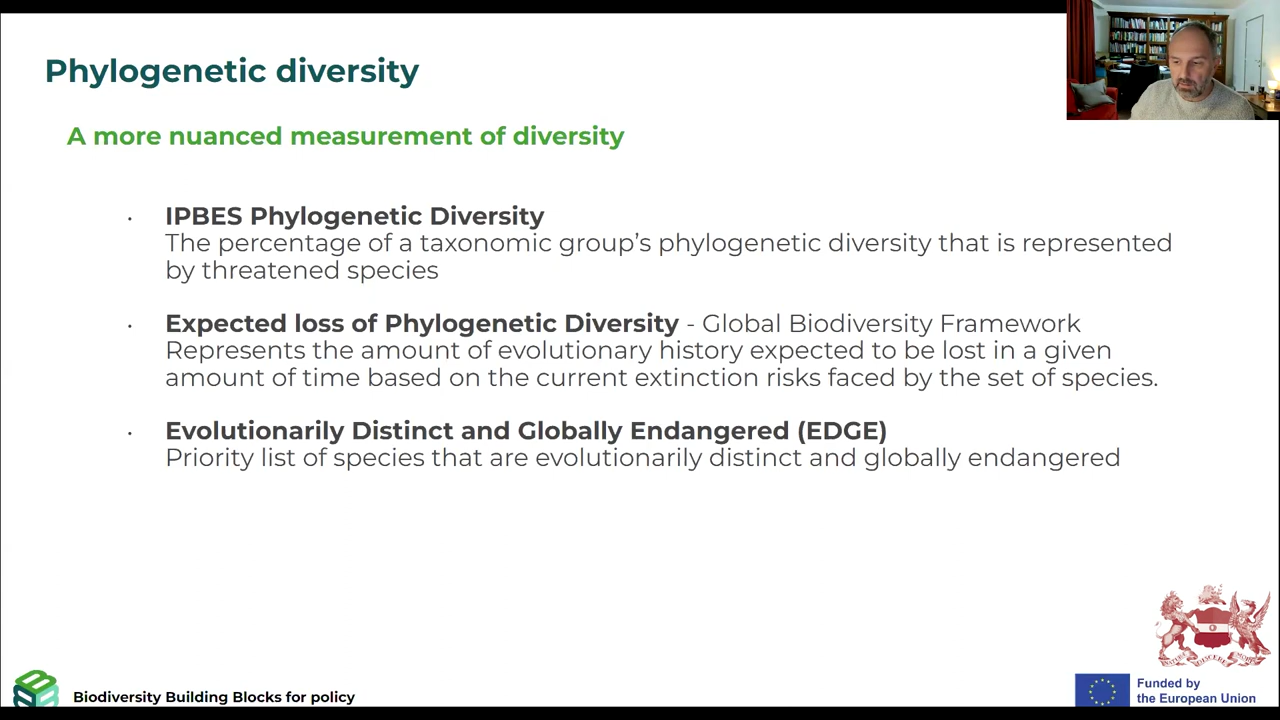 Phylogenetic diversity
A more nuanced measurement of diversity
· IPBES Phylogenetic Diversity
The percentage of a taxonomic group's phylogenetic diversity that is represented
by threatened species
· Expected loss of Phylogenetic Diversity - Global Biodiversity Framework
Represents the amount of evolutionary history expected to be lost in a given
amount of time based on the current extinction risks faced by the set of species.
· Evolutionarily Distinct and Globally Endangered (EDGE)
Priority list of species that are evolutionarily distinct and globally endangered
Biodiversity Building Blocks for policy
Funded by
the European Union